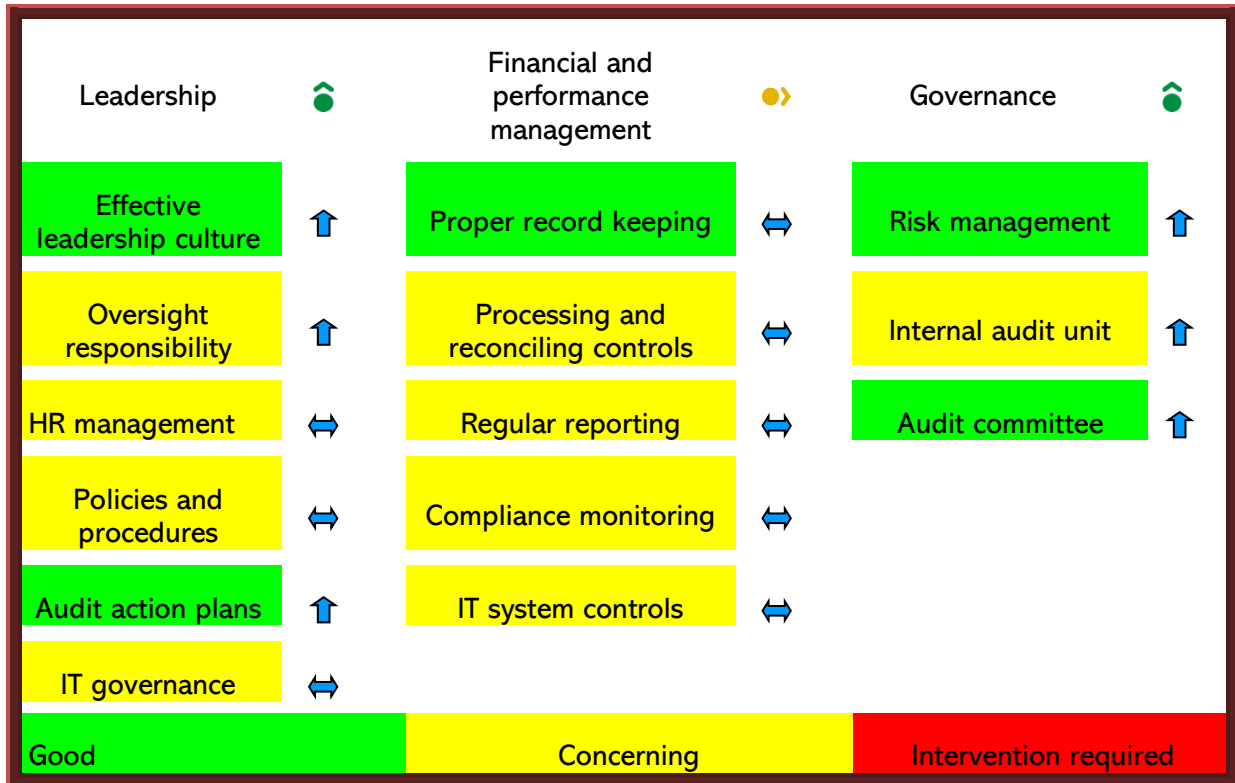 Leadership
Financial and
performance
management
Governance
Effective
leadership culture
Proper record keeping
Risk management
Oversight
responsibility
Processing and
reconciling controls
Internal audit unit
HR management
Regular reporting
Audit committee
Policies and
procedures
Compliance monitoring
Audit action plans
IT system controls
IT governance
Good
Concerning
Intervention required